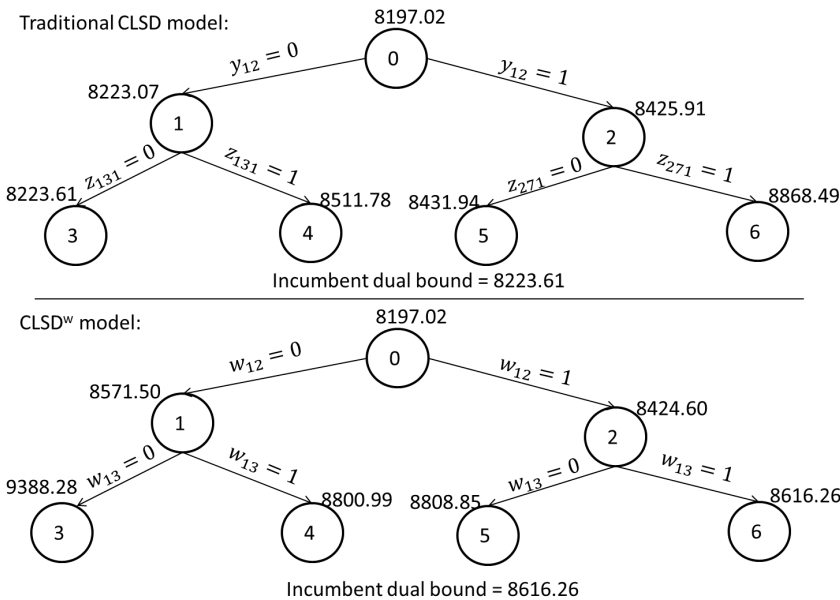 Traditional CLSD model:
8197.02
0
y₁₂ = 0
y₁₂ = 1
8223.07
1
8425.91
2
z₁₃₁ = 0
z₁₃₁ = 1
z₂₇₁ = 0
z₂₇₁ = 1
8223.61
3
8511.78
4
8431.94
5
8868.49
6
Incumbent dual bound = 8223.61
CLSDʷ model:
8197.02
0
w₁₂ = 0
w₁₂ = 1
8571.50
1
8424.60
2
w₁₃ = 0
w₁₃ = 1
w₁₃ = 0
w₁₃ = 1
9388.28
3
8800.99
4
8808.85
5
8616.26
6
Incumbent dual bound = 8616.26